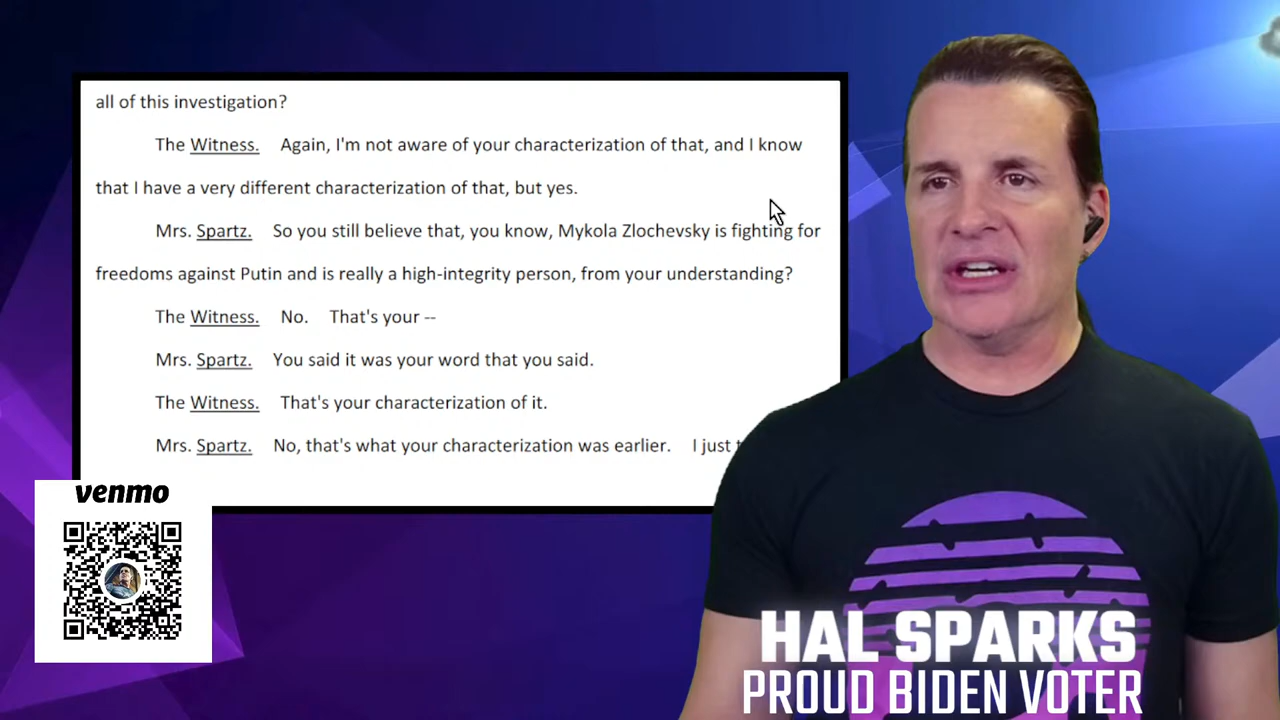 all of this investigation?
The Witness. Again, I'm not aware of your characterization of that, and I know
that I have a very different characterization of that, but yes.
Mrs. Spartz. So you still believe that, you know, Mykola Zlochevsky is fighting for
freedoms against Putin and is really a high-integrity person, from your understanding?
The Witness. No. That's your --
Mrs. Spartz. You said it was your word that you said.
The Witness. That's your characterization of it.
Mrs. Spartz. No, that's what your characterization was earlier. I just
venmo
HAL SPARKS
PROUD BIDEN VOTER